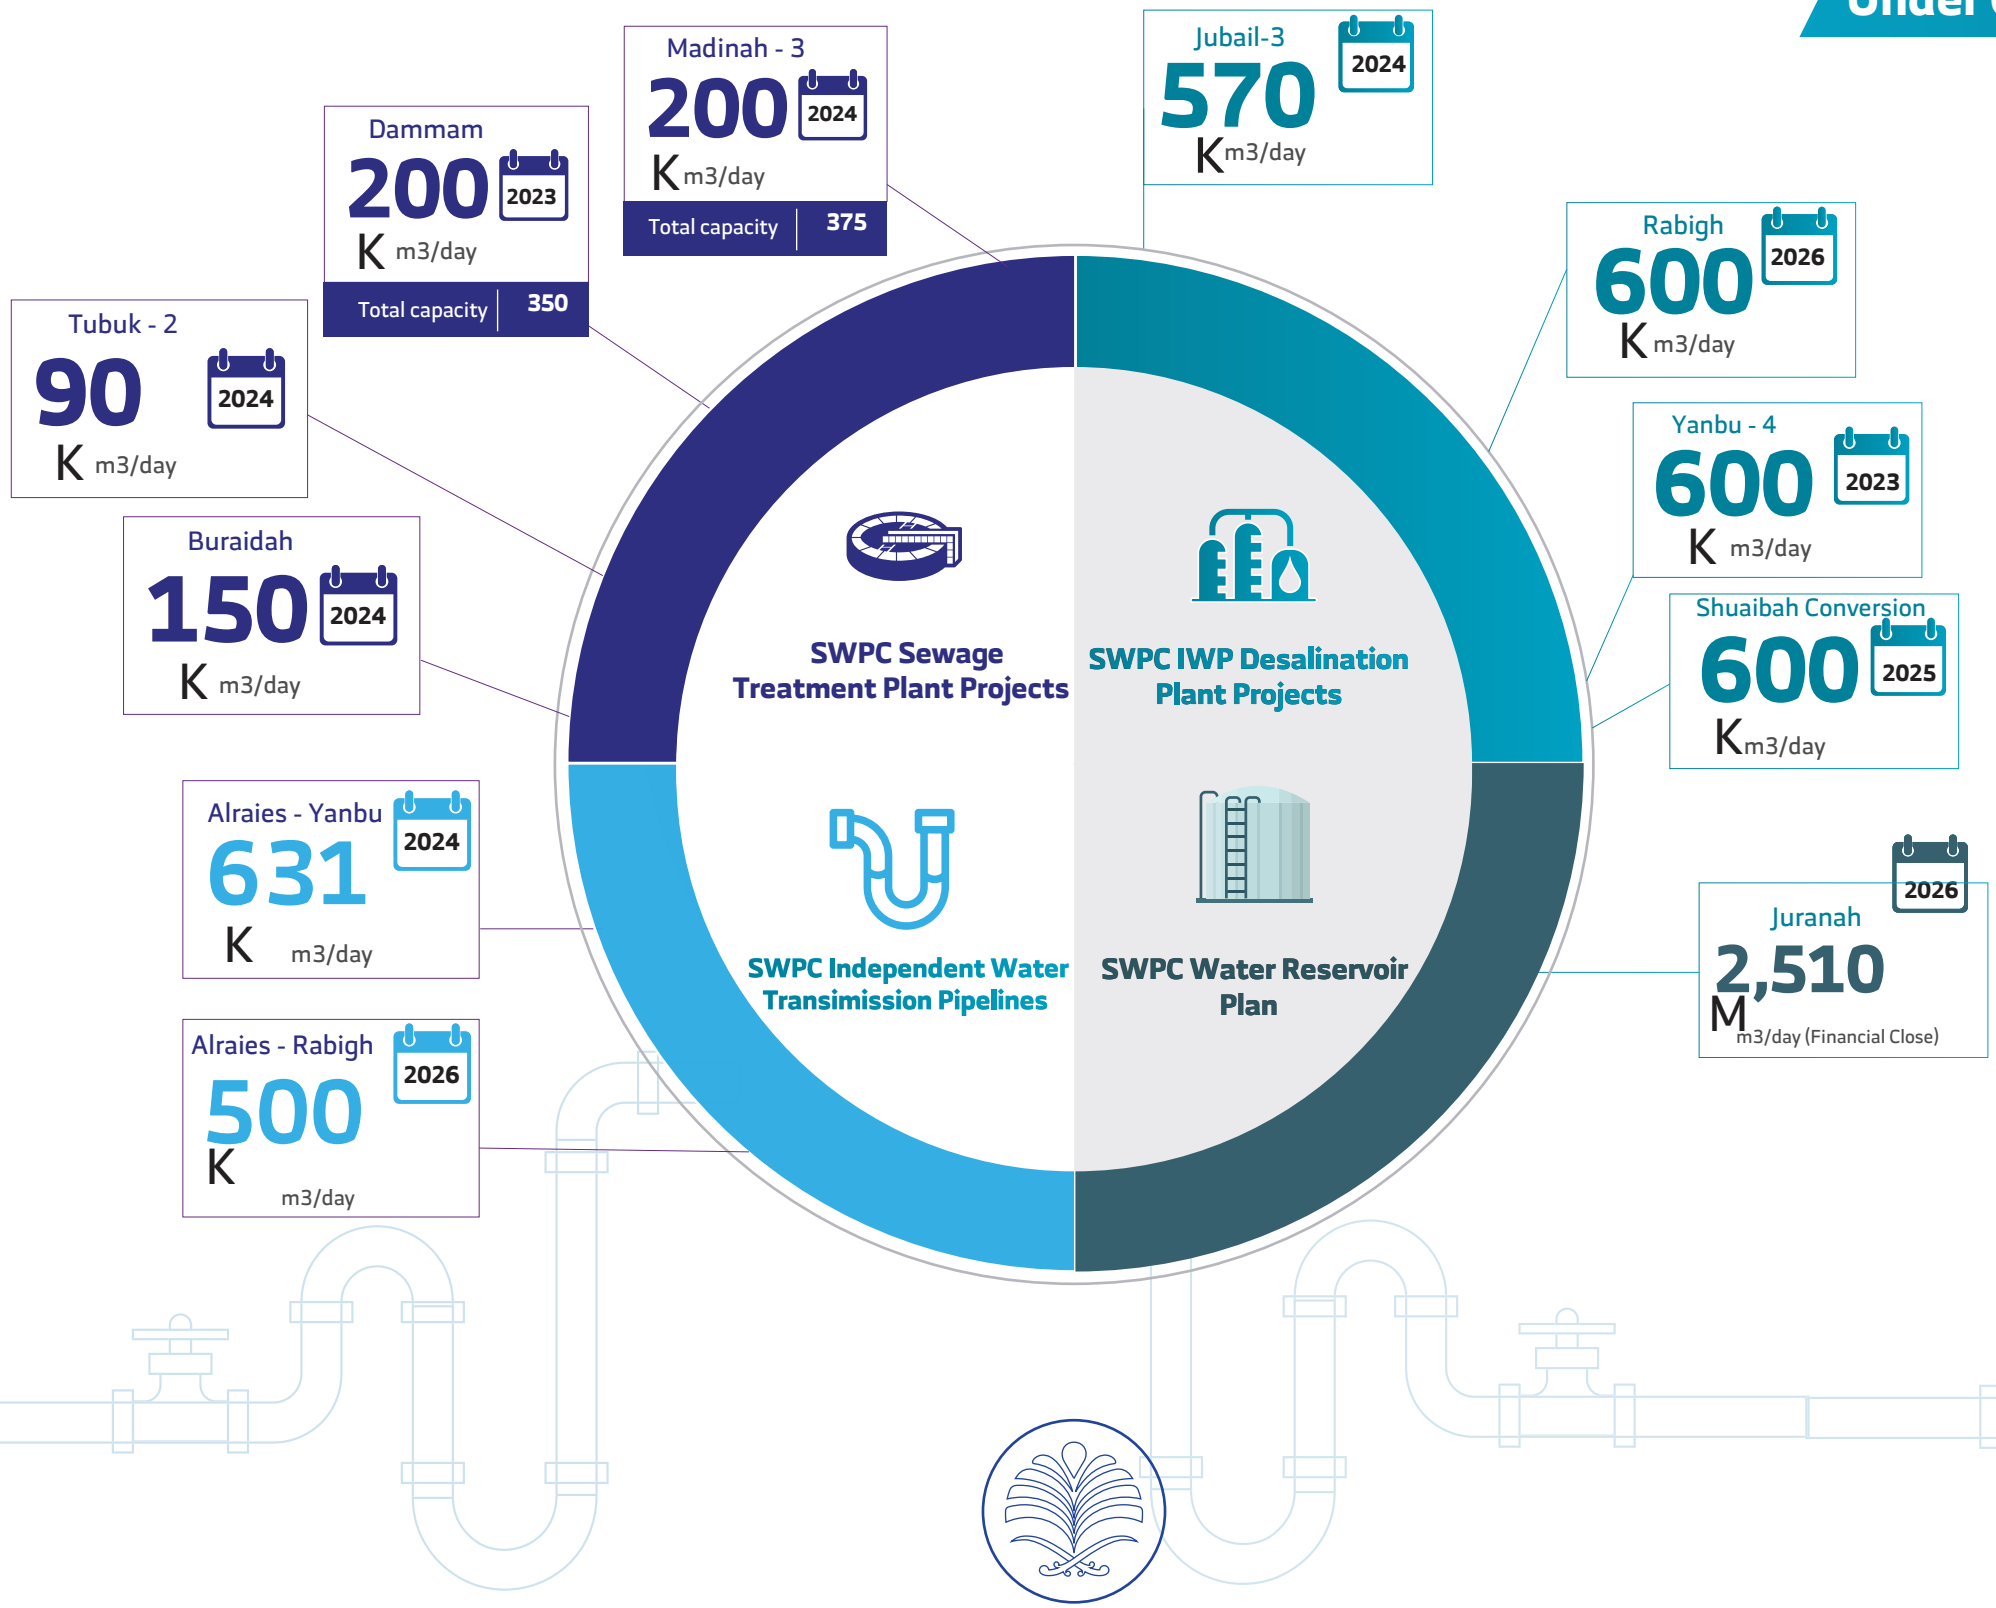 Under
Madinah - 3
200
2024
K m3/day
Total capacity 375
Dammam
200
2023
K m3/day
Total capacity 350
Tubuk - 2
90
2024
K m3/day
Buraidah
150
2024
K m3/day
Alraies - Yanbu
631
2024
K m3/day
Alraies - Rabigh
500
2026
K
m3/day
Jubail-3
570
2024
K m3/day
Rabigh
600
2026
K m3/day
Yanbu - 4
600
2023
K m3/day
Shuaibah Conversion
600
2025
K m3/day
2026
Juranah
2,510
M
m3/day (Financial Close)
SWPC Sewage
Treatment Plant Projects
SWPC IWP Desalination
Plant Projects
SWPC Independent Water
Transimission Pipelines
SWPC Water Reservoir
Plan